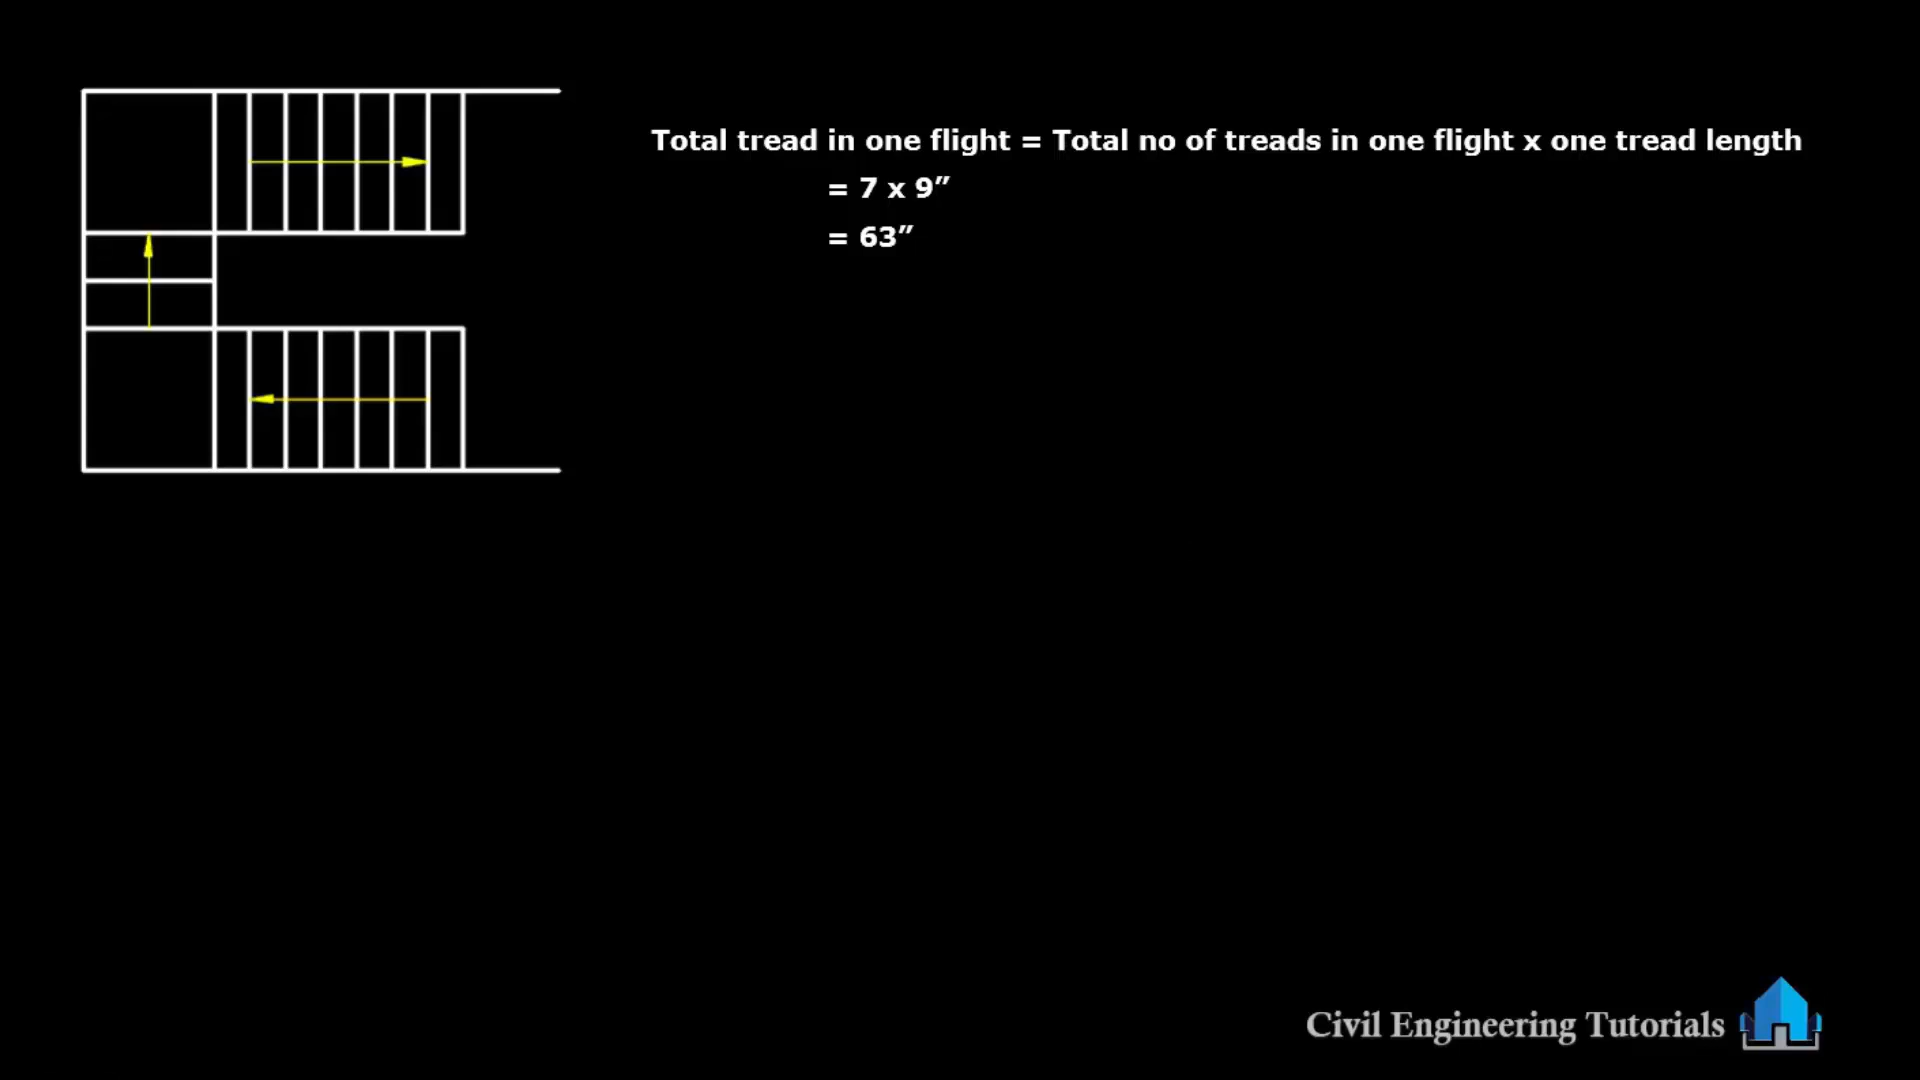 Total tread in one flight = Total no of treads in one flight x one tread length
= 7 x 9”
= 63”
Civil Engineering Tutorials